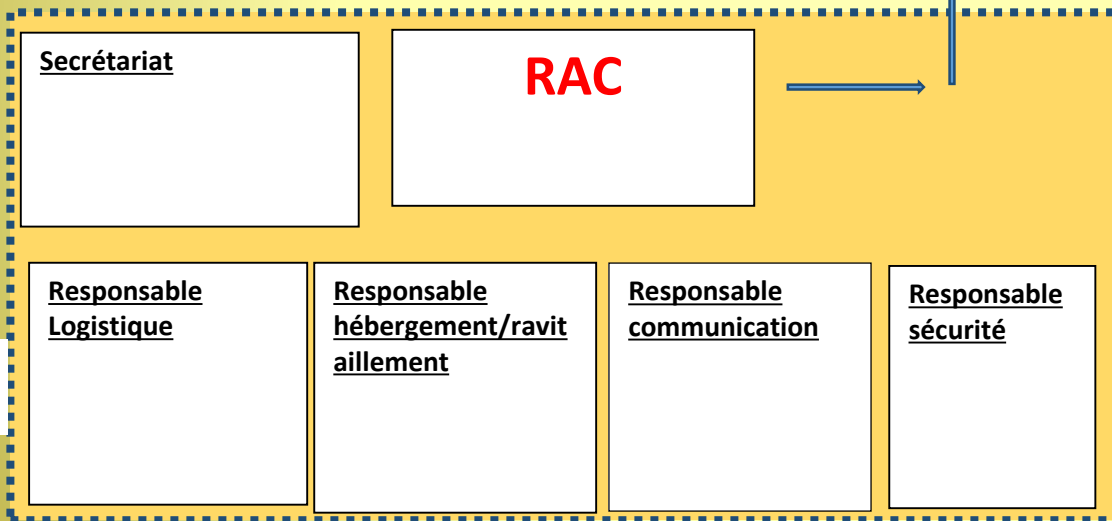 Secrétariat
RAC
Responsable
Logistique
Responsable
hébergement/ravit
aillement
Responsable
communication
Responsable
sécurité